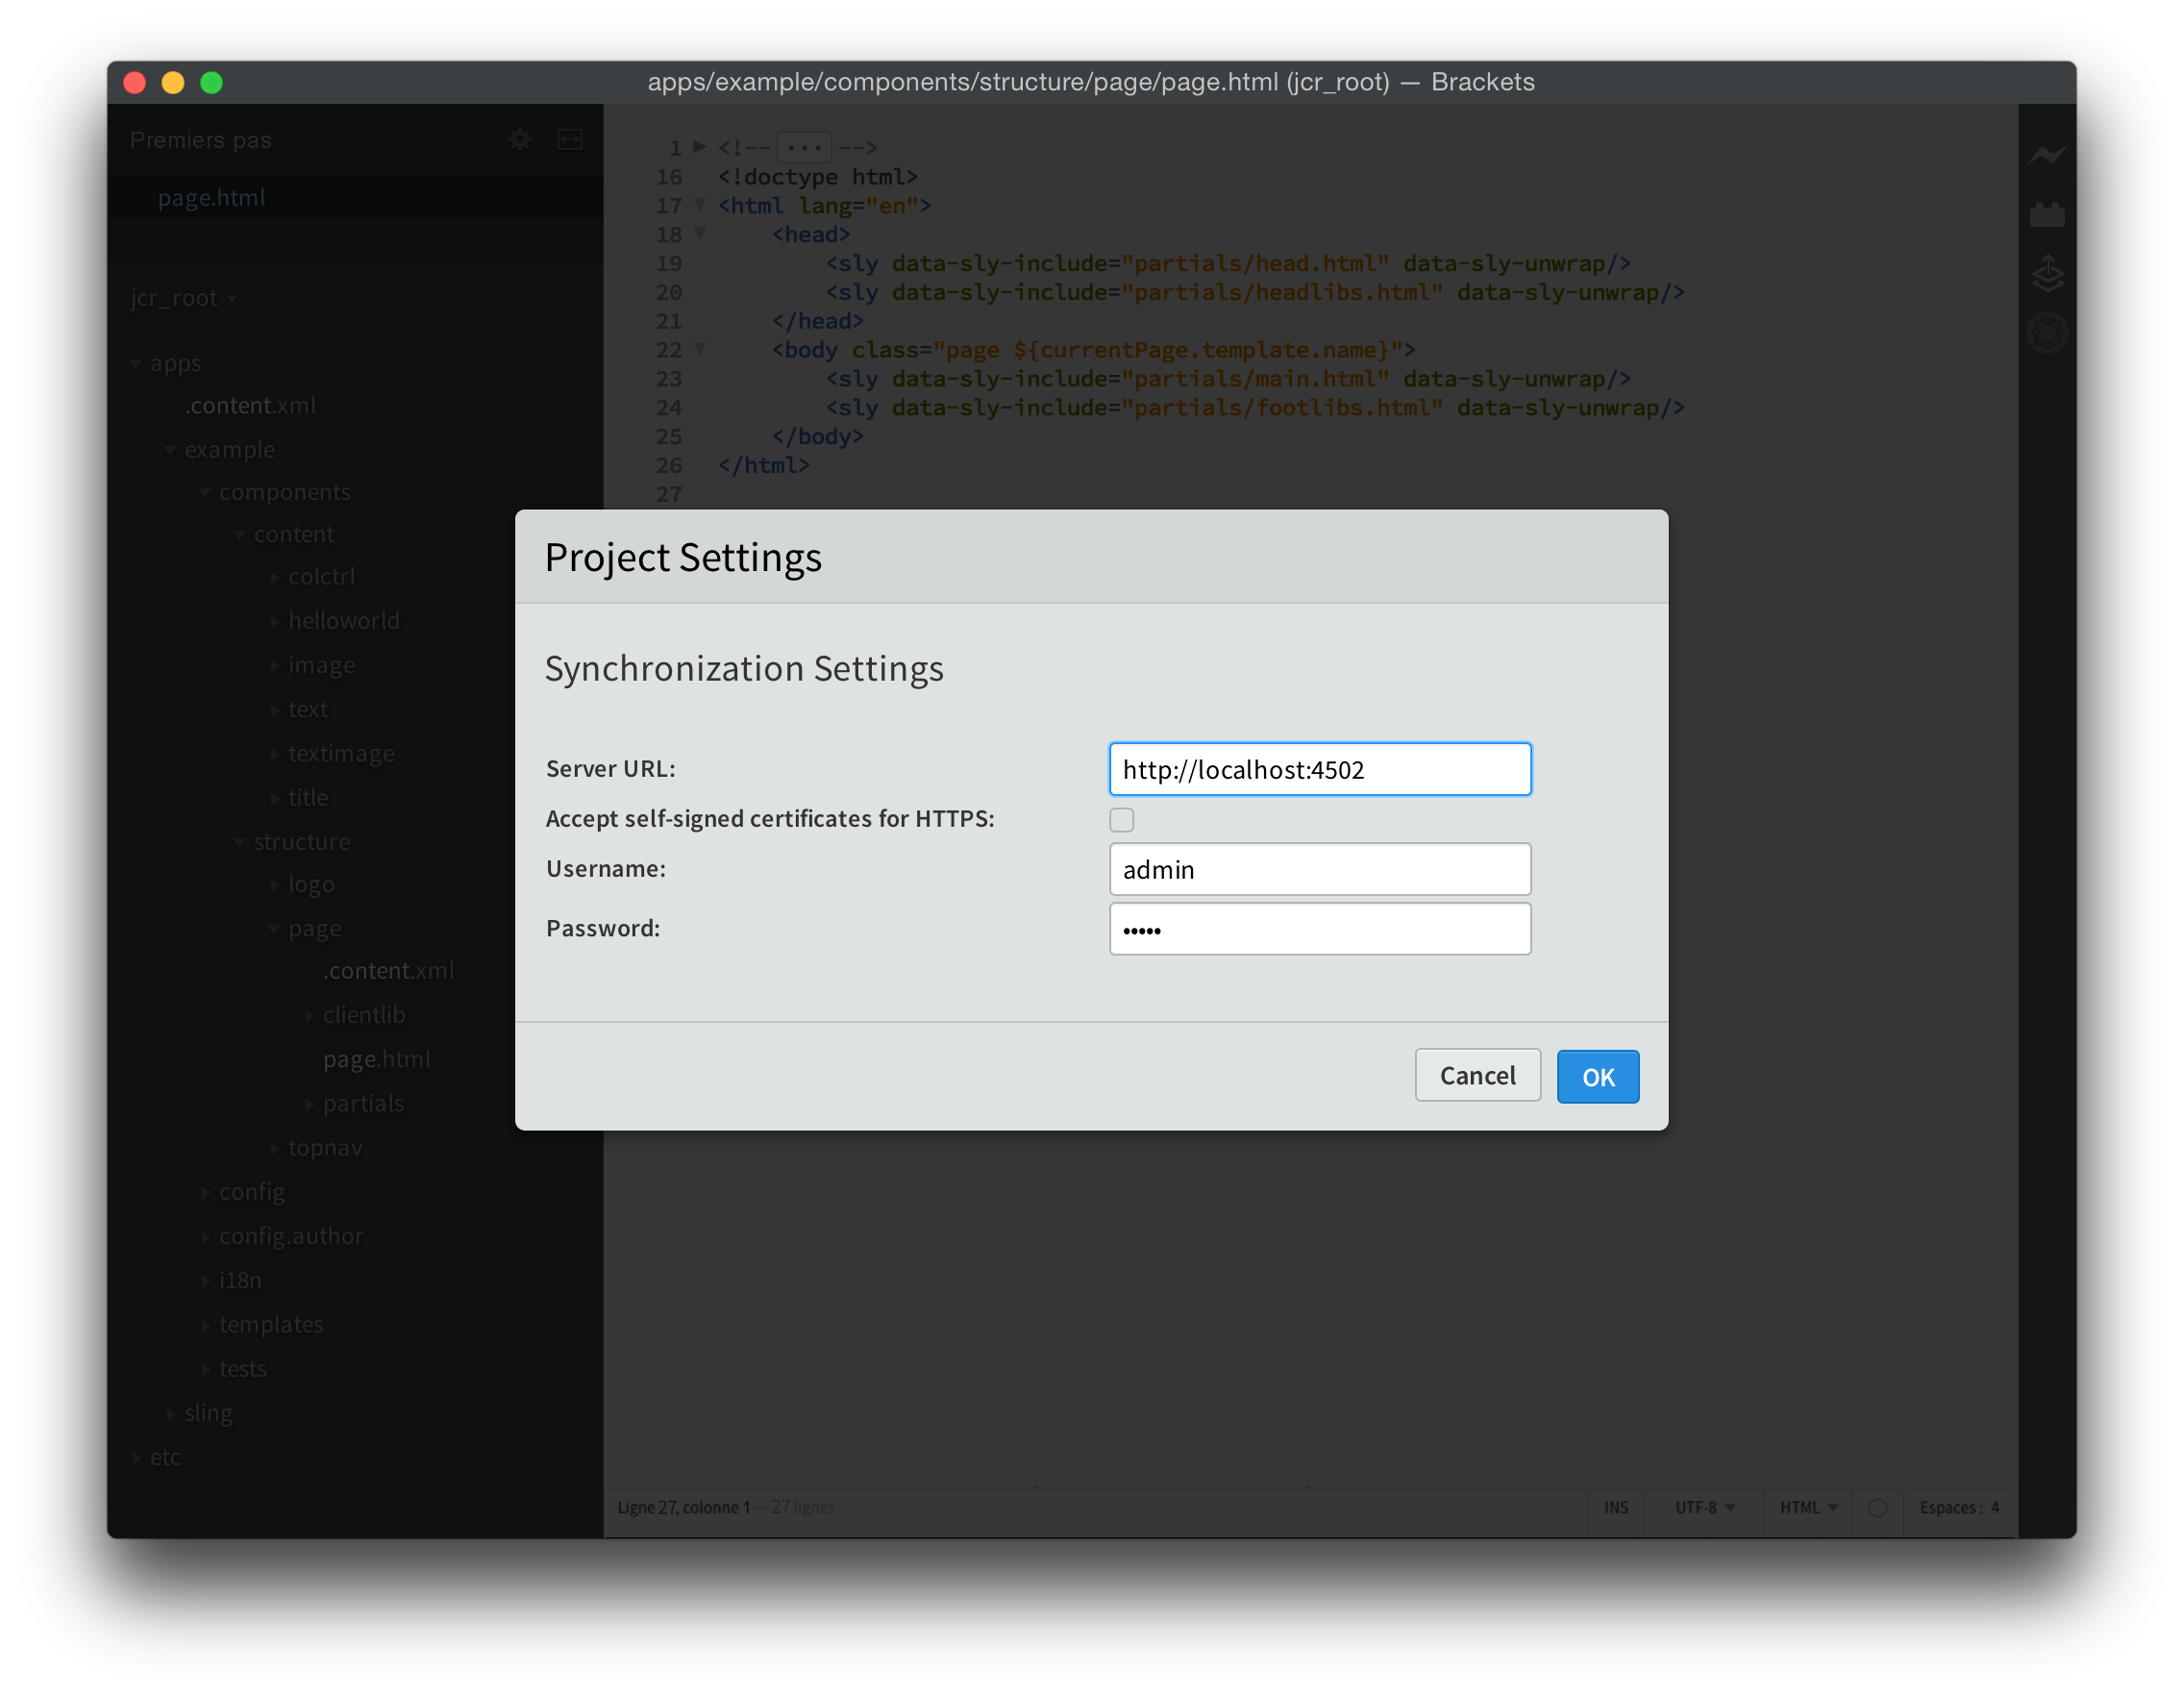 apps/example/components/structure/page/page.html (jcr_root) — Brackets
Premiers pas
page.html
jcr_root
apps
.content.xml
example
components
content
colctrl
helloworld
image
text
textimage
title
structure
logo
page
.content.xml
clientlib
page.html
partials
topnav
config
config.author
i18n
templates
tests
sling
etc
1 <!-- ... -->
16 <!doctype html>
17 <html lang="en">
18 <head>
19 <sly data-sly-include="partials/head.html" data-sly-unwrap/>
20 <sly data-sly-include="partials/headlibs.html" data-sly-unwrap/>
21 </head>
22 <body class="page ${currentPage.template.name}">
23 <sly data-sly-include="partials/main.html" data-sly-unwrap/>
24 <sly data-sly-include="partials/footlibs.html" data-sly-unwrap/>
25 </body>
26 </html>
27
Project Settings
Synchronization Settings
Server URL: http://localhost:4502
Accept self-signed certificates for HTTPS:
Username: admin
Password: •••••
Cancel OK
Ligne 27, colonne 1 — 27 lignes INS UTF-8 HTML Espaces : 4